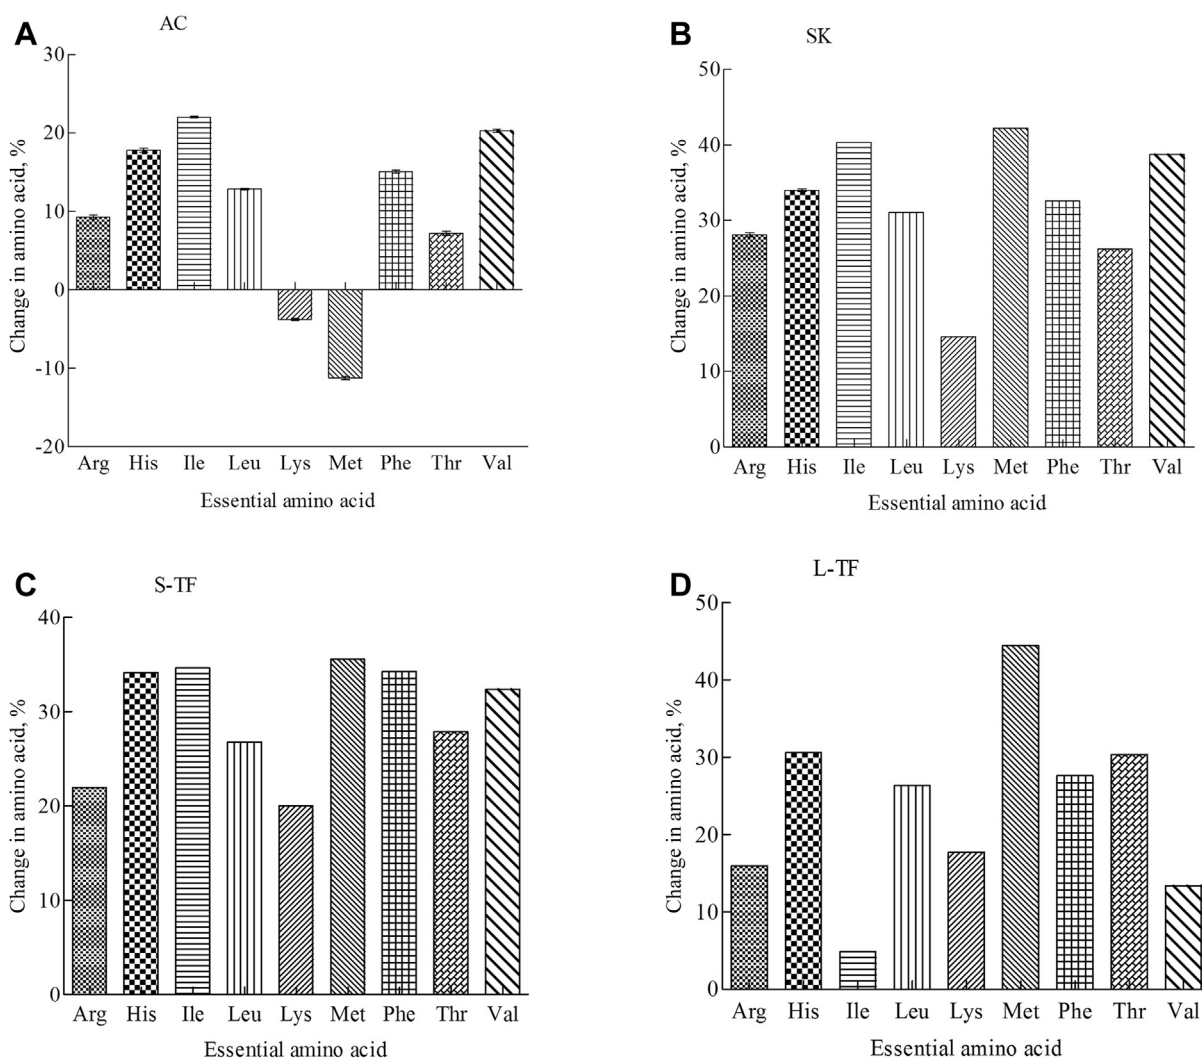 A
AC
Change in amino acid, %
30
20
10
0
-10
-20
Arg His Ile Leu Lys Met Phe Thr Val
Essential amino acid
B
SK
Change in amino acid, %
50
40
30
20
10
0
Arg His Ile Leu Lys Met Phe Thr Val
Essential amino acid
C
S-TF
Change in amino acid, %
40
30
20
10
0
Arg His Ile Leu Lys Met Phe Thr Val
Essential amino acid
D
L-TF
Change in amino acid, %
50
40
30
20
10
0
Arg His Ile Leu Lys Met Phe Thr Val
Essential amino acid